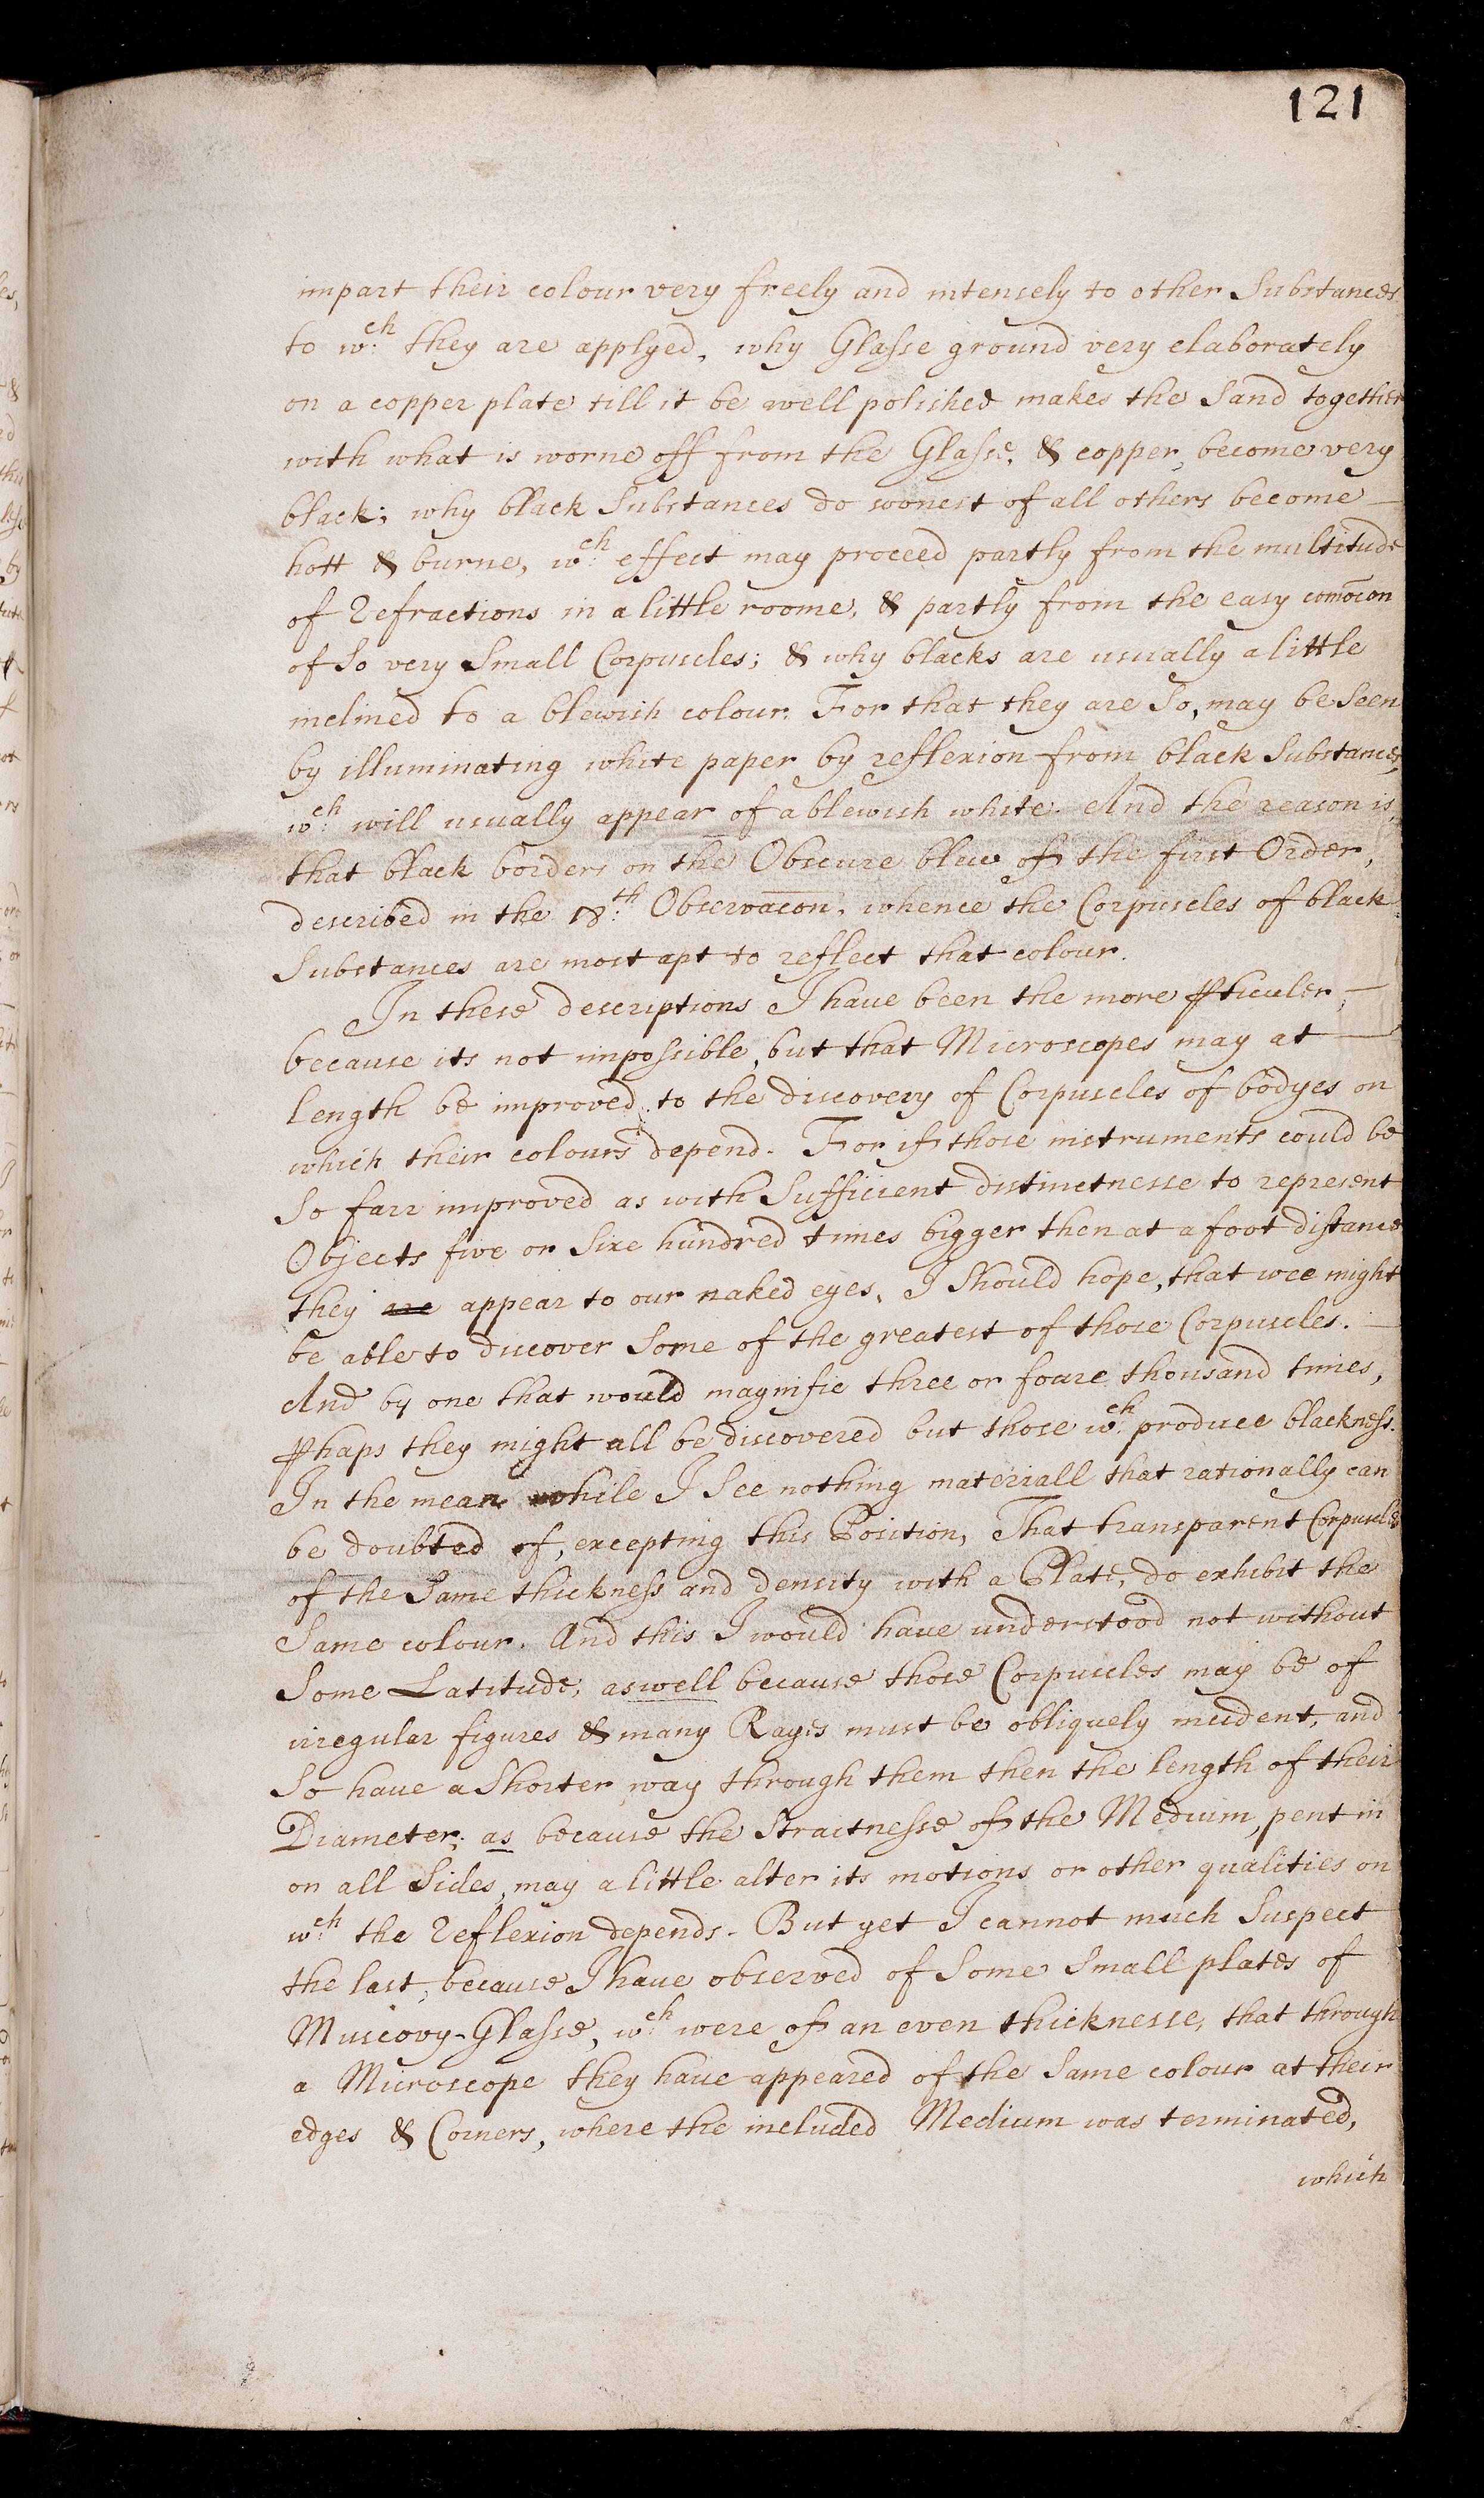 121
impart their colour very freely and intensely to other Substances
to wch they are applyed, why Glasse ground very elaborately
on a copper plate till it be well polished makes the Sand together
with what is worne off from the Glasse, & copper, become very
black; why black Substances do soonest of all others become
hott & burne, wch effect may proceed partly from the multitude
of Refractions in a little roome, & partly from the easy comōcon
of So very Small Corpuscles; & why blacks are usually a little
inclined to a blewish colour. For that they are So, may be Seen
by illuminating white paper by reflexion from black Substances,
wch will usually appear of a blewish white. And the reason is,
that black borders on the Obscure blew of the first Order,
described in the 18th Observacon, whence the Corpuscles of black
Substances are most apt to reflect that colour.
In these descriptions I have been the more ꝑticuler,
because its not impossible, but that Microscopes may at
length be improved to the discovery of Corpuscles of bodyes on
which their colours depend. For if those instruments could be
So farr improved as with Sufficient distinctnesse to represent
Objects five or Sixe hundred times bigger then at a foot distance
they are appear to our naked eyes, I Should hope, that wee might
be able to discover Some of the greatest of those Corpuscles.
And by one that would magnifie three or foure thousand times,
ꝑhaps they might all be discovered but those wch produce blackness.
In the mean while I See nothing materiall that rationally can
be doubted of, excepting this Position, That transparent Corpuscles
of the Same thickness and density with a Plate, do exhibit the
Same colour. And this I would have understood not without
Some Latitude, aswell because those Corpuscles may be of
irregular figures & many Rayes must be obliquely incident, and
So have a Shorter way through them then the length of their
Diameter; as because the Straitnesse of the Medium, pent in
on all Sides, may a little alter its motions or other qualities on
wch the Reflexion depends. But yet I cannot much Suspect
the last, because I have observed of Some Small plates of
Muscovy-Glasse, wch were of an even thicknesse, that through
a Microscope they have appeared of the Same colour at their
edges & Corners, where the included Medium was terminated,
which